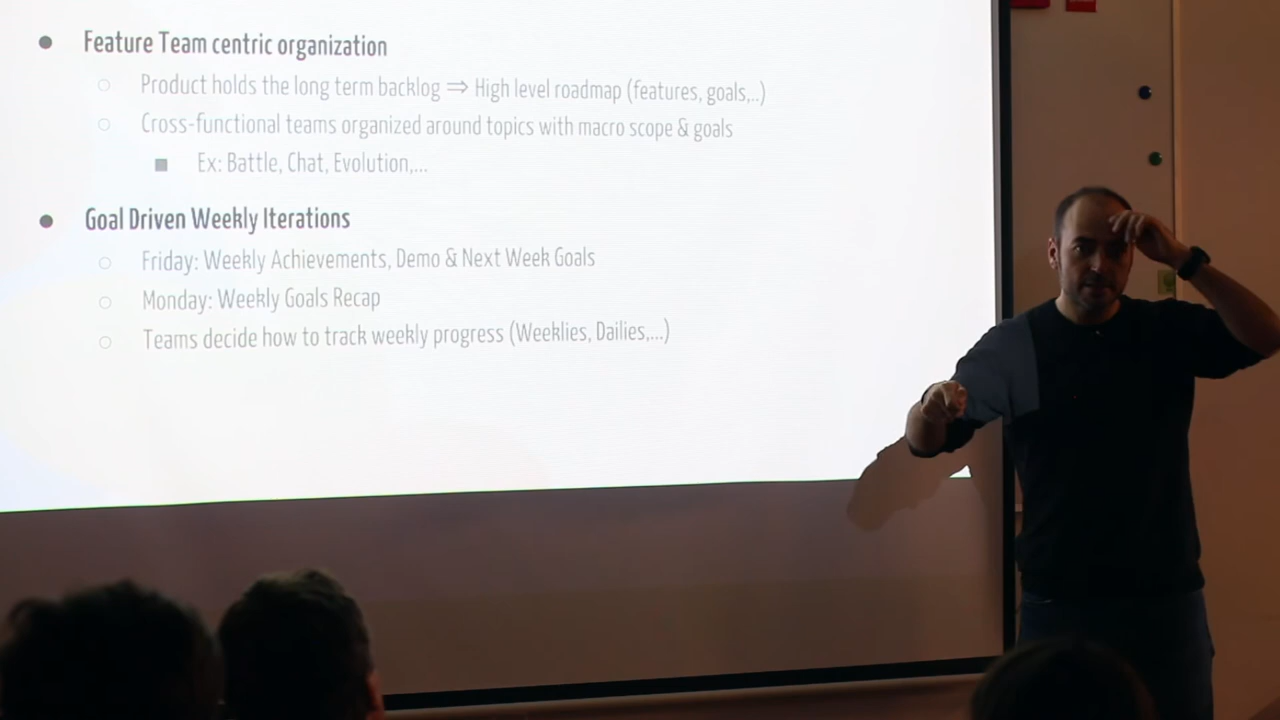 Feature Team centric organization
Product holds the long term backlog ⇒ High level roadmap (features, goals,..)
Cross-functional teams organized around topics with macro scope & goals
Ex: Battle, Chat, Evolution,...
Goal Driven Weekly Iterations
Friday: Weekly Achievements, Demo & Next Week Goals
Monday: Weekly Goals Recap
Teams decide how to track weekly progress (Weeklies, Dailies,...)